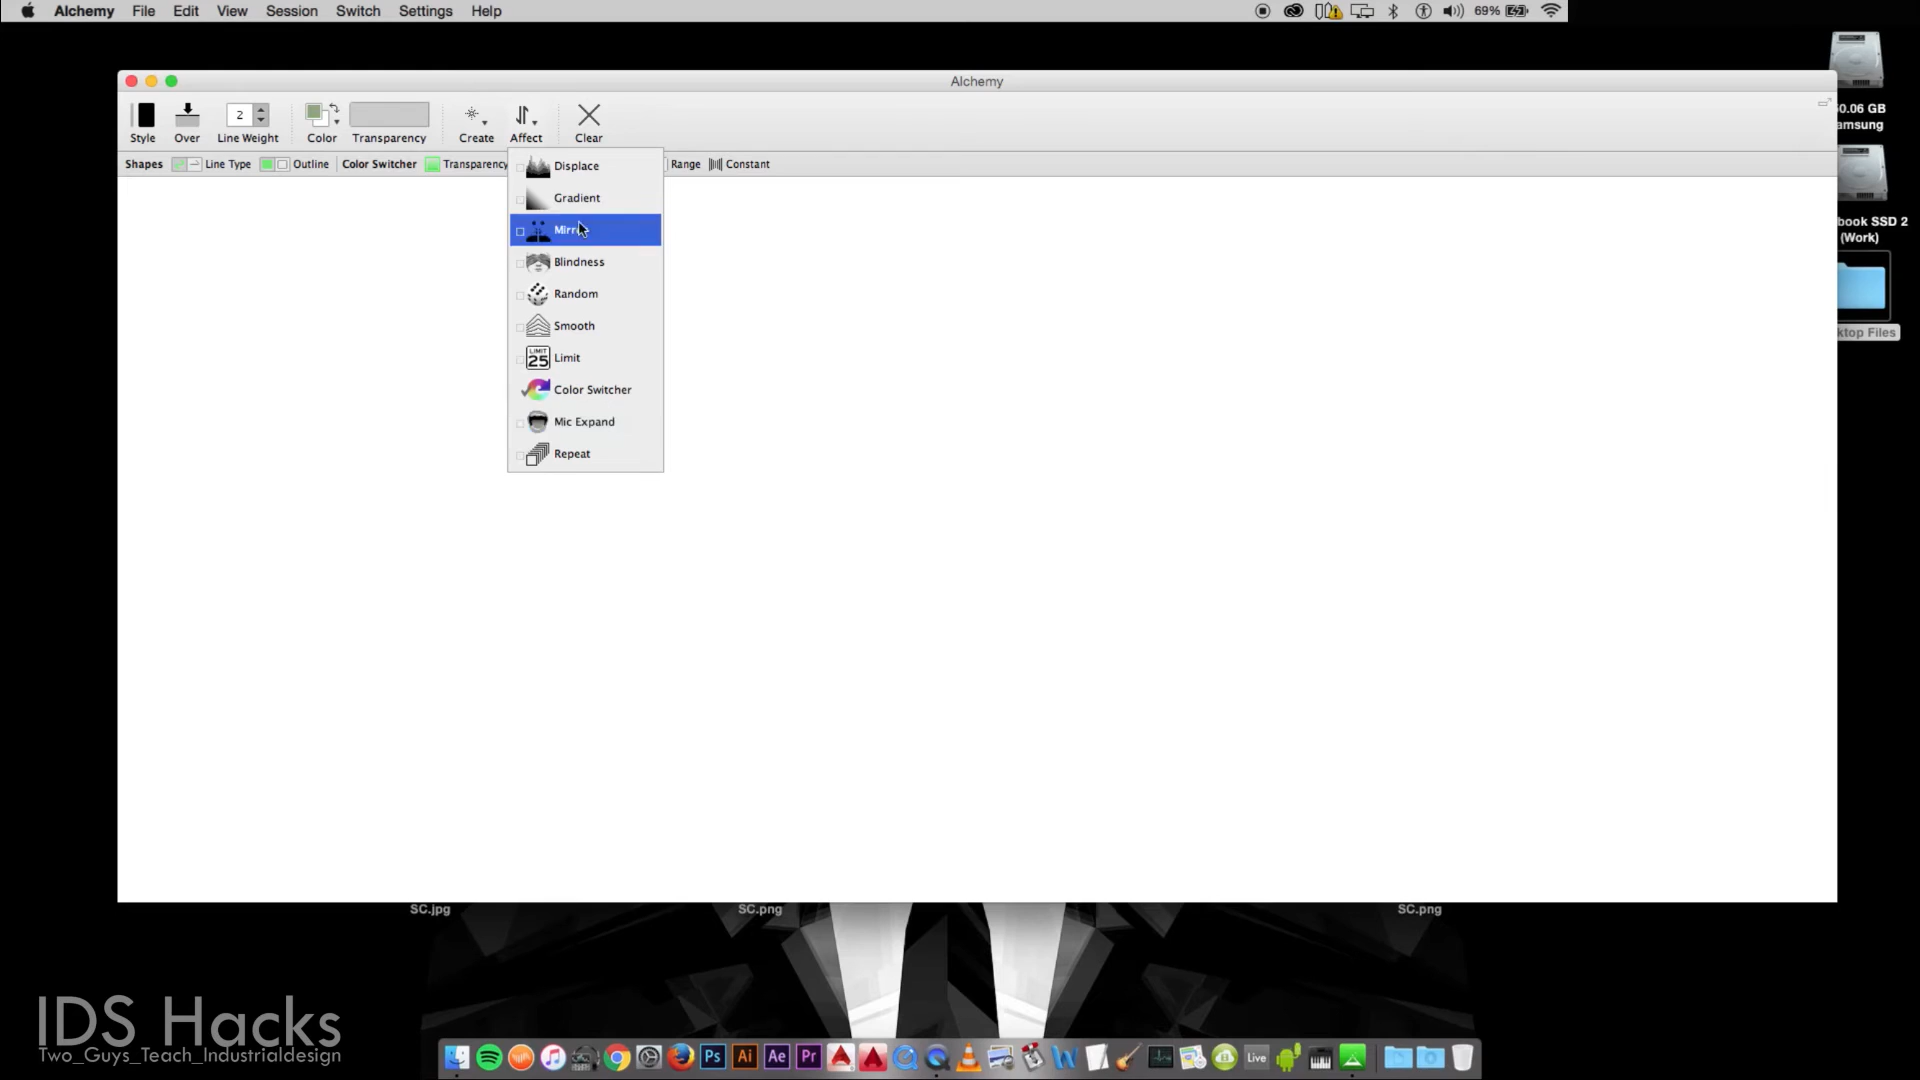 Alchemy File Edit View Session Switch Settings Help 69%
Alchemy
2
Style Over Line Weight Color Transparency Create Affect Clear
Shapes Line Type Outline Color Switcher Transparency Range Constant
Displace
Gradient
Blindness
Random
Smooth
LIMIT
25
Limit
Color Switcher
Mic Expand
Repeat
0.06 GB
amsung
book SSD 2
(Work)
ktop Files
SC.jpg SC.png SC.png
IDS Hacks
Two_Guys_Teach_Industrialdesign
Ps Ai Ae Pr W Live